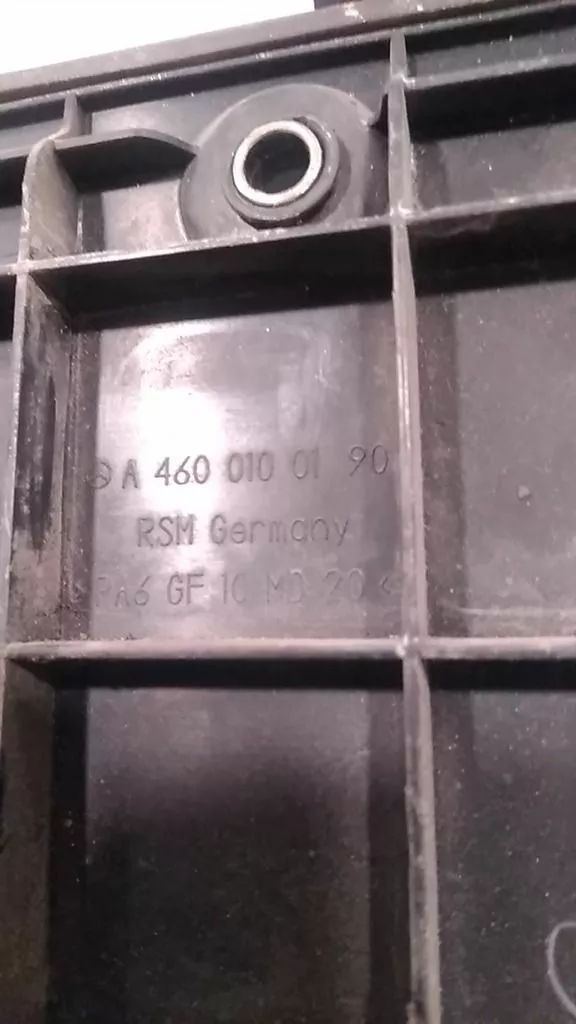 A 460 010 01 90
RSM Germany
>PA6 GF 10 MD 20<